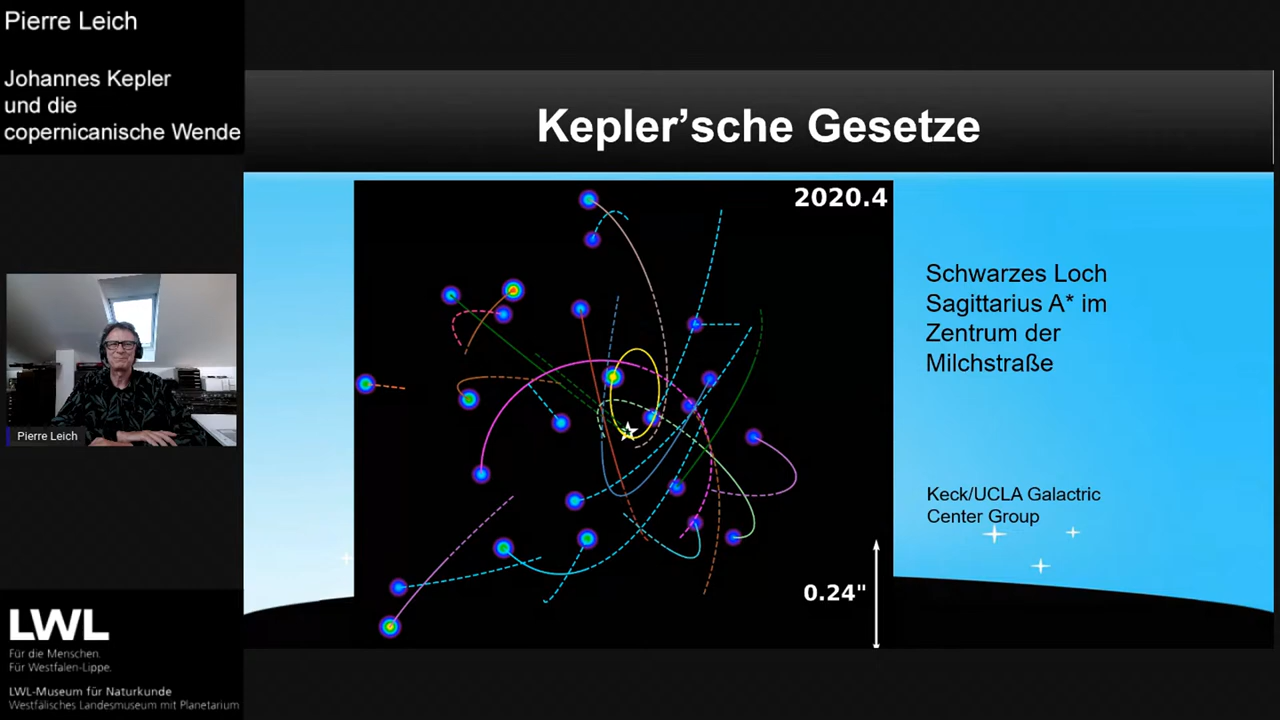 Pierre Leich
Johannes Kepler
und die
copernicanische Wende
Kepler’sche Gesetze
2020.4
Schwarzes Loch
Sagittarius A* im
Zentrum der
Milchstraße
Pierre Leich
Keck/UCLA Galactric
Center Group
0.24"
LWL
Für die Menschen.
Für Westfalen-Lippe.
LWL-Museum für Naturkunde
Westfälisches Landesmuseum mit Planetarium